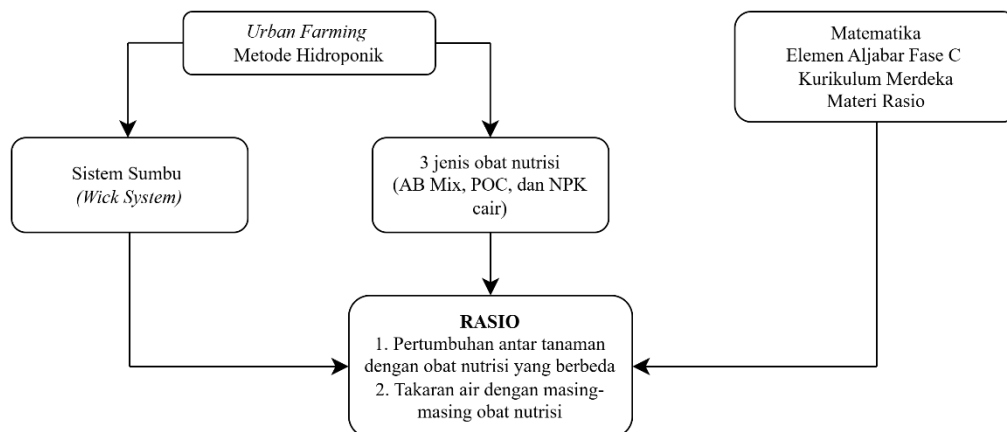 Urban Farming
Metode Hidroponik
Matematika
Elemen Aljabar Fase C
Kurikulum Merdeka
Materi Rasio
Sistem Sumbu
(Wick System)
3 jenis obat nutrisi
(AB Mix, POC, dan NPK
cair)
RASIO
1. Pertumbuhan antar tanaman
dengan obat nutrisi yang berbeda
2. Takaran air dengan masing-
masing obat nutrisi